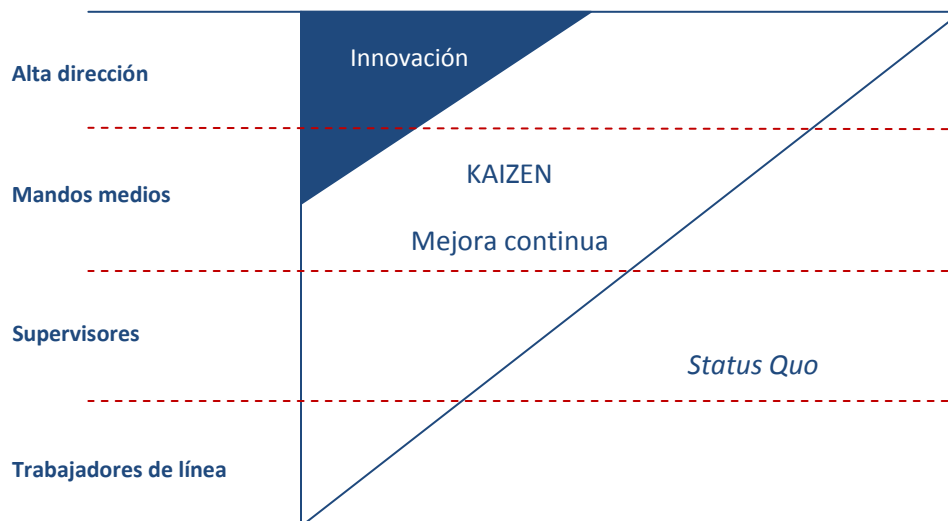 Innovación
Alta dirección
KAIZEN
Mandos medios
Mejora continua
Supervisores
Status Quo
Trabajadores de línea